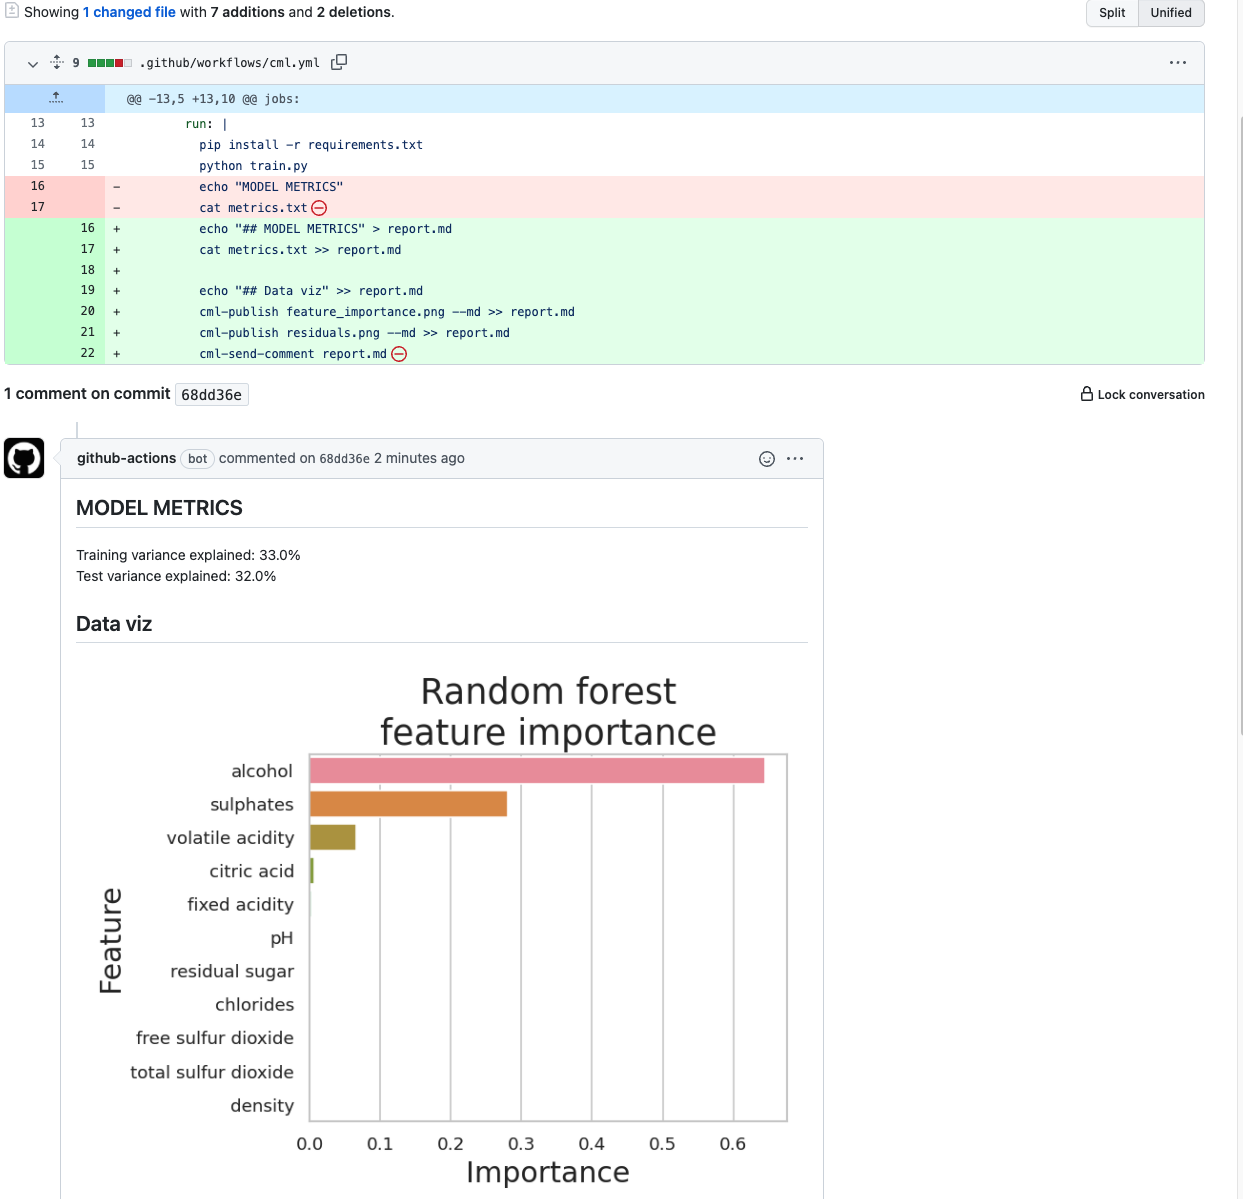 Showing 1 changed file with 7 additions and 2 deletions.
Split Unified
9 .github/workflows/cml.yml
@@ -13,5 +13,10 @@ jobs:
13 13 run: |
14 14 pip install -r requirements.txt
15 15 python train.py
16 - echo "MODEL METRICS"
17 - cat metrics.txt
16 + echo "## MODEL METRICS" > report.md
17 + cat metrics.txt >> report.md
18 +
19 + echo "## Data viz" >> report.md
20 + cml-publish feature_importance.png --md >> report.md
21 + cml-publish residuals.png --md >> report.md
22 + cml-send-comment report.md
1 comment on commit 68dd36e
Lock conversation
github-actions bot commented on 68dd36e 2 minutes ago
MODEL METRICS
Training variance explained: 33.0%
Test variance explained: 32.0%
Data viz
Random forest
feature importance
Feature
alcohol
sulphates
volatile acidity
citric acid
fixed acidity
pH
residual sugar
chlorides
free sulfur dioxide
total sulfur dioxide
density
0.0 0.1 0.2 0.3 0.4 0.5 0.6
Importance